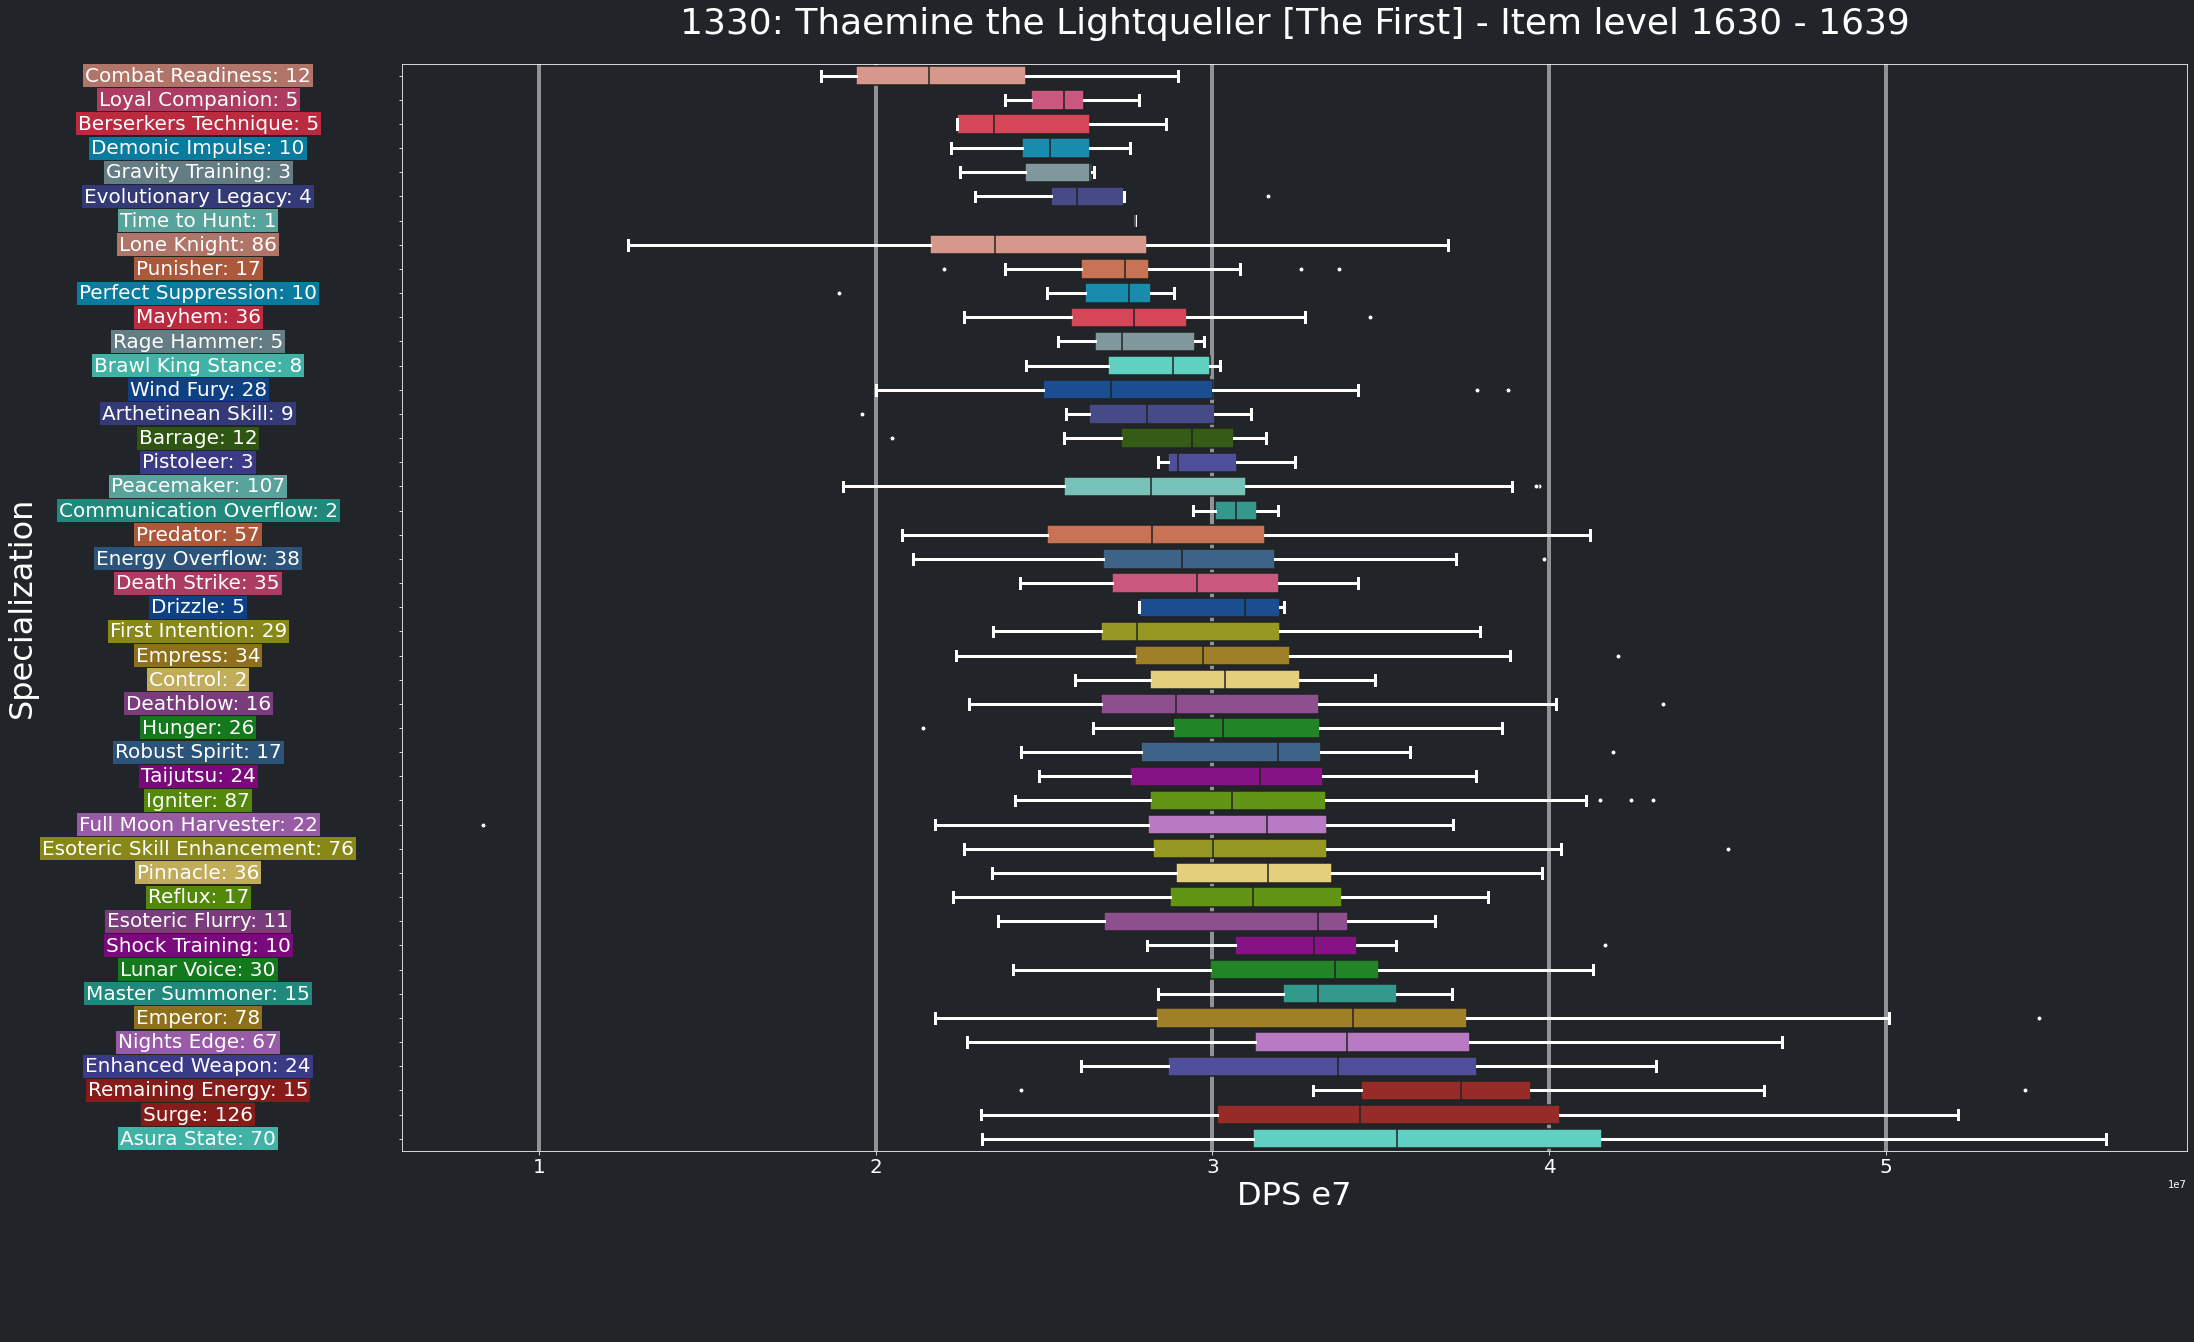 1330: Thaemine the Lightqueller [The First] - Item level 1630 - 1639
Combat Readiness: 12
Loyal Companion: 5
Berserkers Technique: 5
Demonic Impulse: 10
Gravity Training: 3
Evolutionary Legacy: 4
Time to Hunt: 1
Lone Knight: 86
Punisher: 17
Perfect Suppression: 10
Mayhem: 36
Rage Hammer: 5
Brawl King Stance: 8
Wind Fury: 28
Arthetinean Skill: 9
Barrage: 12
Pistoleer: 3
Peacemaker: 107
Communication Overflow: 2
Predator: 57
Energy Overflow: 38
Death Strike: 35
Drizzle: 5
First Intention: 29
Empress: 34
Control: 2
Deathblow: 16
Hunger: 26
Robust Spirit: 17
Taijutsu: 24
Igniter: 87
Full Moon Harvester: 22
Esoteric Skill Enhancement: 76
Pinnacle: 36
Reflux: 17
Esoteric Flurry: 11
Shock Training: 10
Lunar Voice: 30
Master Summoner: 15
Emperor: 78
Nights Edge: 67
Enhanced Weapon: 24
Remaining Energy: 15
Surge: 126
Asura State: 70
Specialization
1 2 3 4 5
1e7
DPS e7